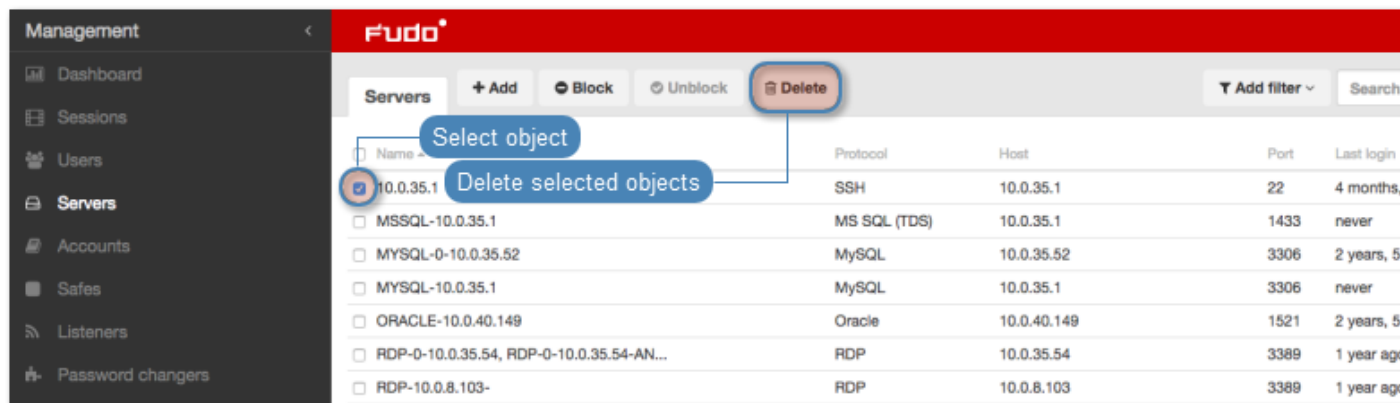 Management
Fudo
Dashboard
Servers
+ Add
Block
Unblock
Delete
Add filter
Search
Sessions
Select object
Users
Name
Protocol
Host
Port
Last login
Delete selected objects
10.0.35.1 SSH 10.0.35.1 22 4 months,
Servers
MSSQL-10.0.35.1 MS SQL (TDS) 10.0.35.1 1433 never
Accounts
MYSQL-0-10.0.35.52 MySQL 10.0.35.52 3306 2 years, 5
Safes
MYSQL-10.0.35.1 MySQL 10.0.35.1 3306 never
Listeners
ORACLE-10.0.40.149 Oracle 10.0.40.149 1521 2 years, 5
RDP-0-10.0.35.54, RDP-0-10.0.35.54-AN... RDP 10.0.35.54 3389 1 year ago
Password changers
RDP-10.0.8.103- RDP 10.0.8.103 3389 1 year ago